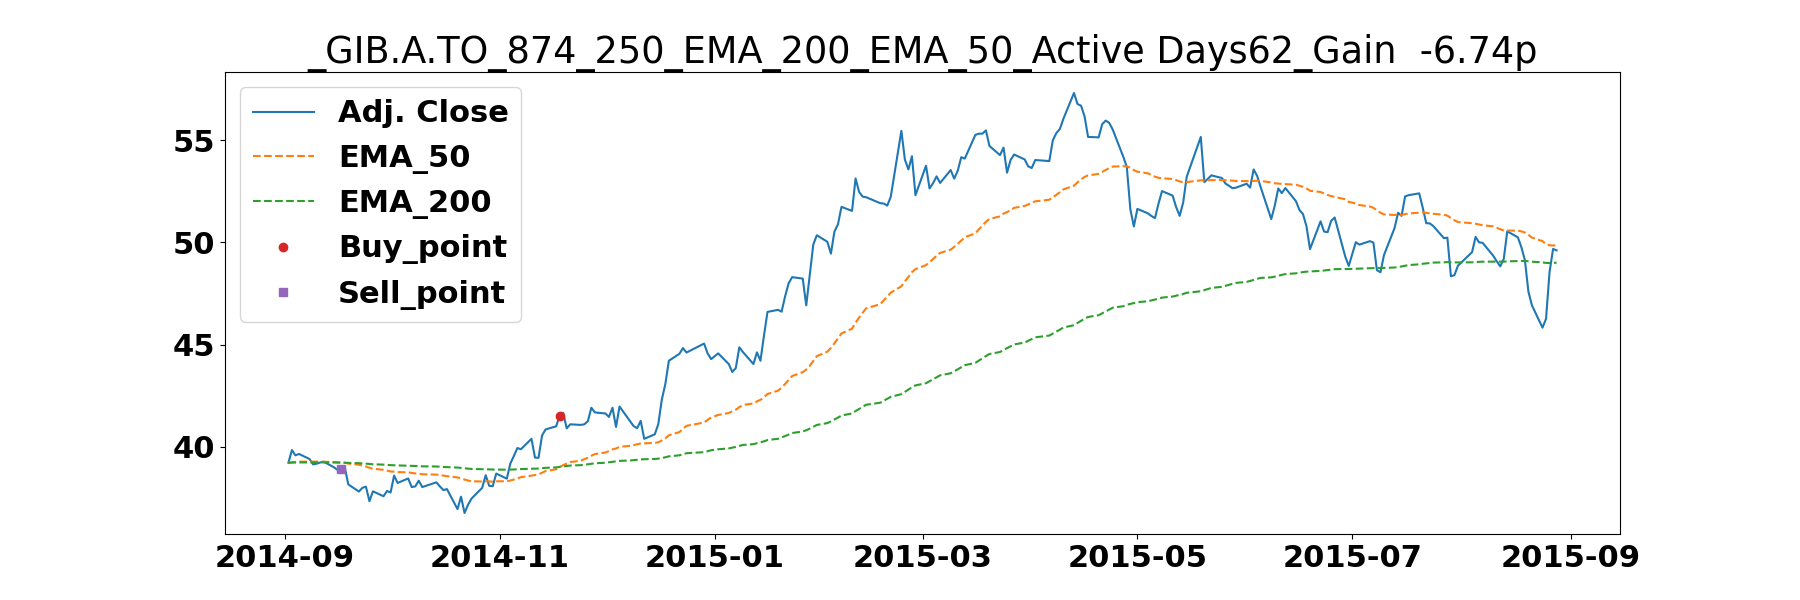 _GIB.A.TO_874_250_EMA_200_EMA_50_Active Days62_Gain  -6.74p
Adj. Close
EMA_50
EMA_200
Buy_point
Sell_point
55
50
45
40
2014-09 2014-11 2015-01 2015-03 2015-05 2015-07 2015-09